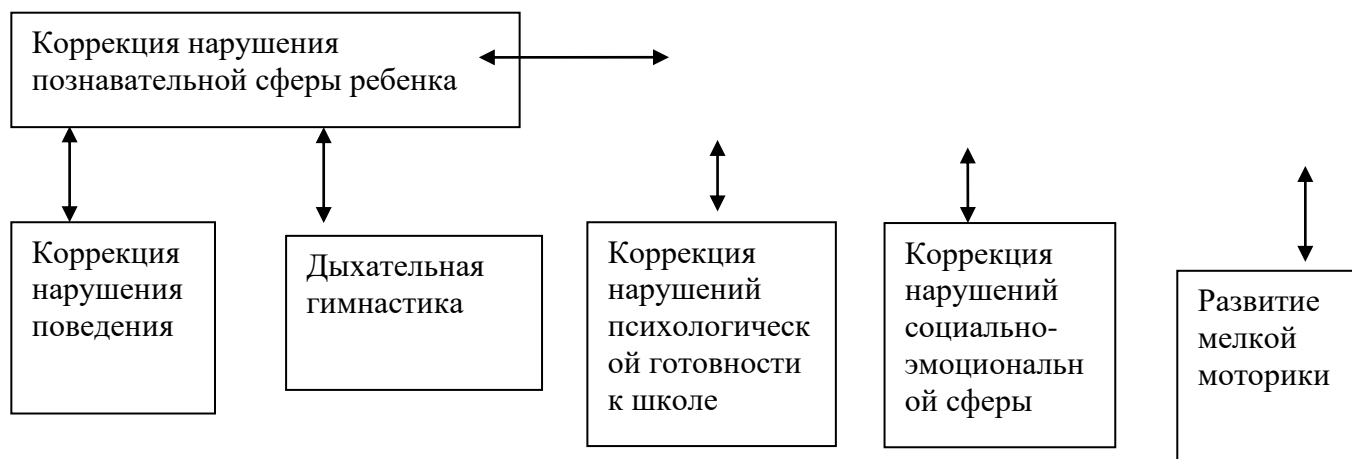 Коррекция нарушения
познавательной сферы ребенка
Коррекция
нарушения
поведения
Дыхательная
гимнастика
Коррекция
нарушений
психологическ
ой готовности
к школе
Коррекция
нарушений
социально-
эмоциональн
ой сферы
Развитие
мелкой
моторики